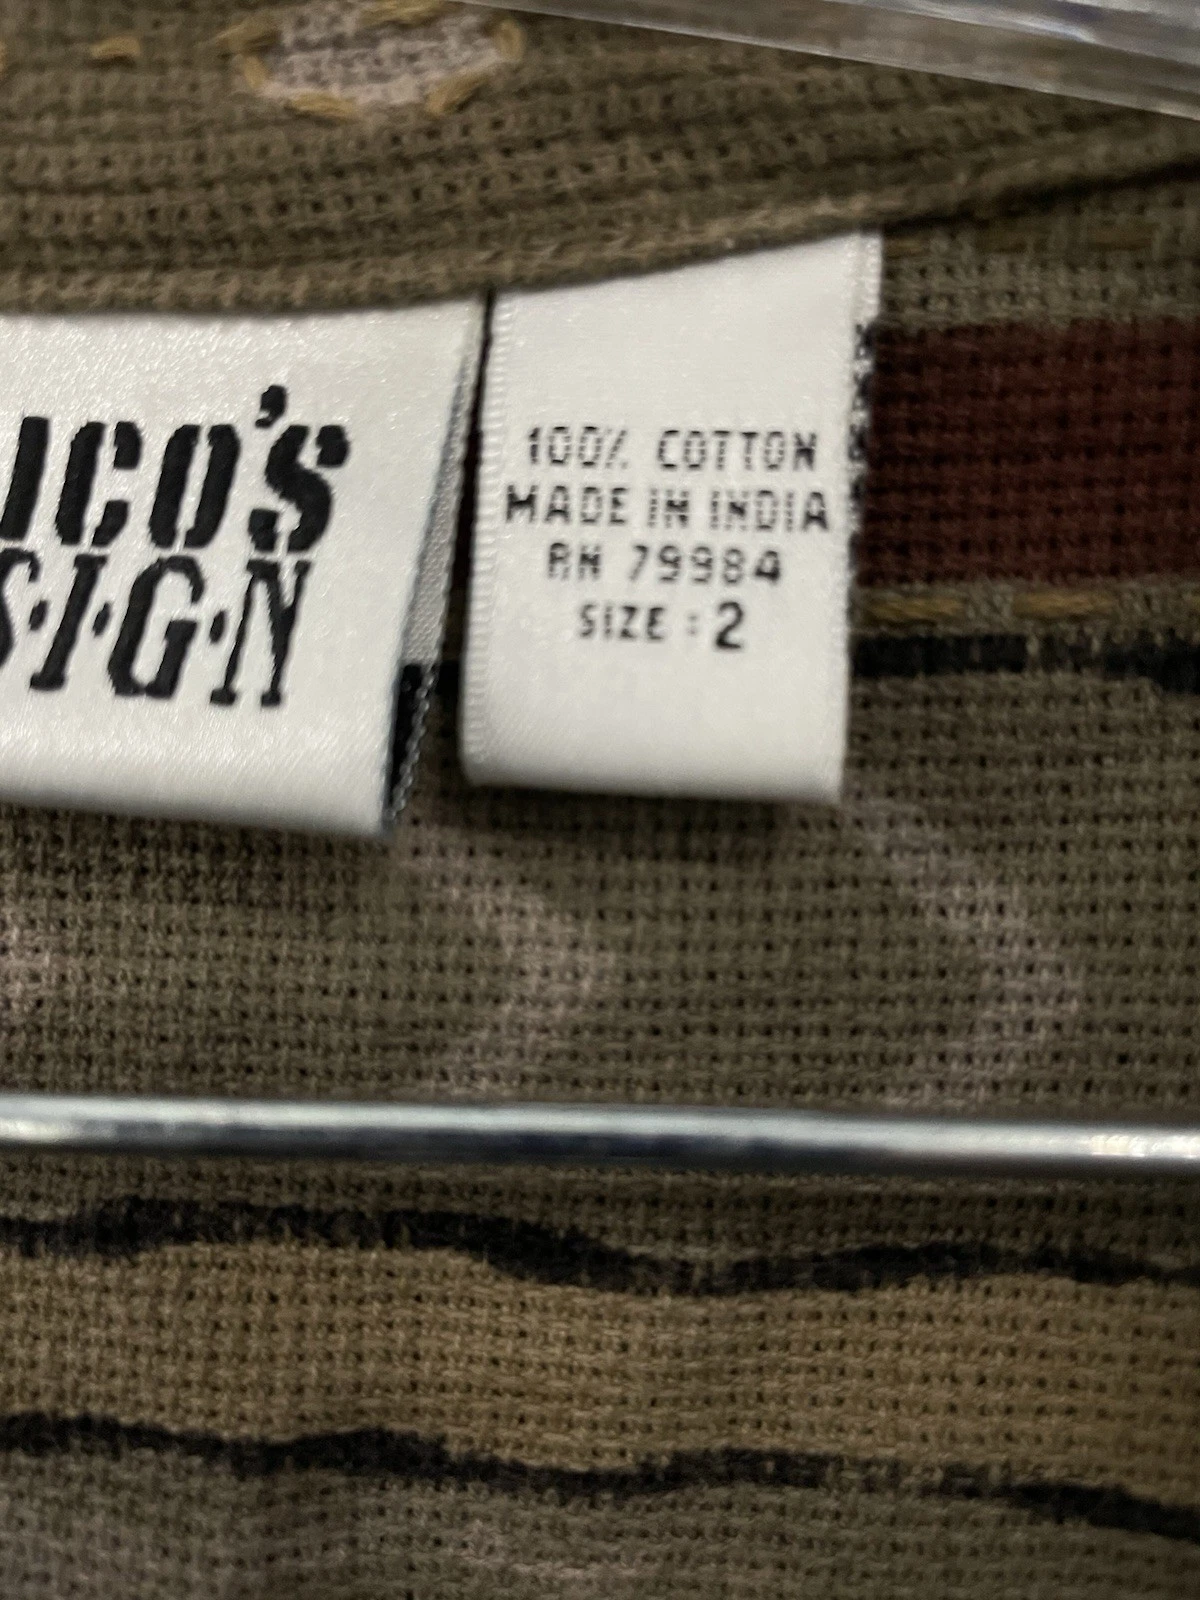 ICO'S
S·I·G·N
100% COTTON
MADE IN INDIA
RN 79984
SIZE : 2